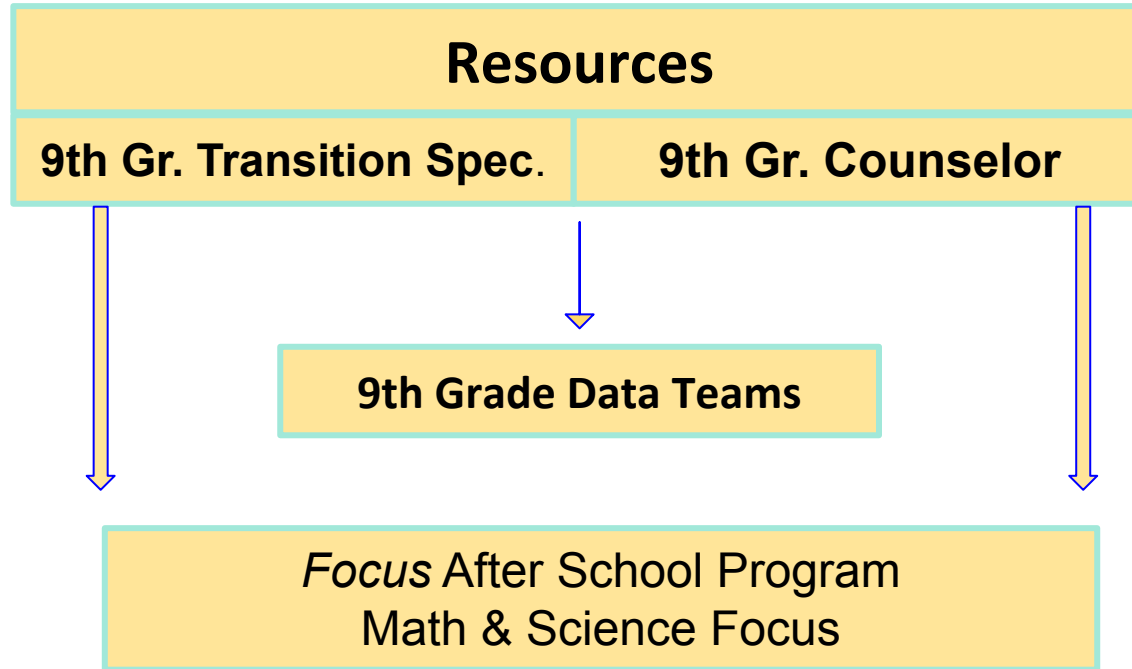 Resources
9th Gr. Transition Spec.
9th Gr. Counselor
9th Grade Data Teams
Focus After School Program
Math & Science Focus